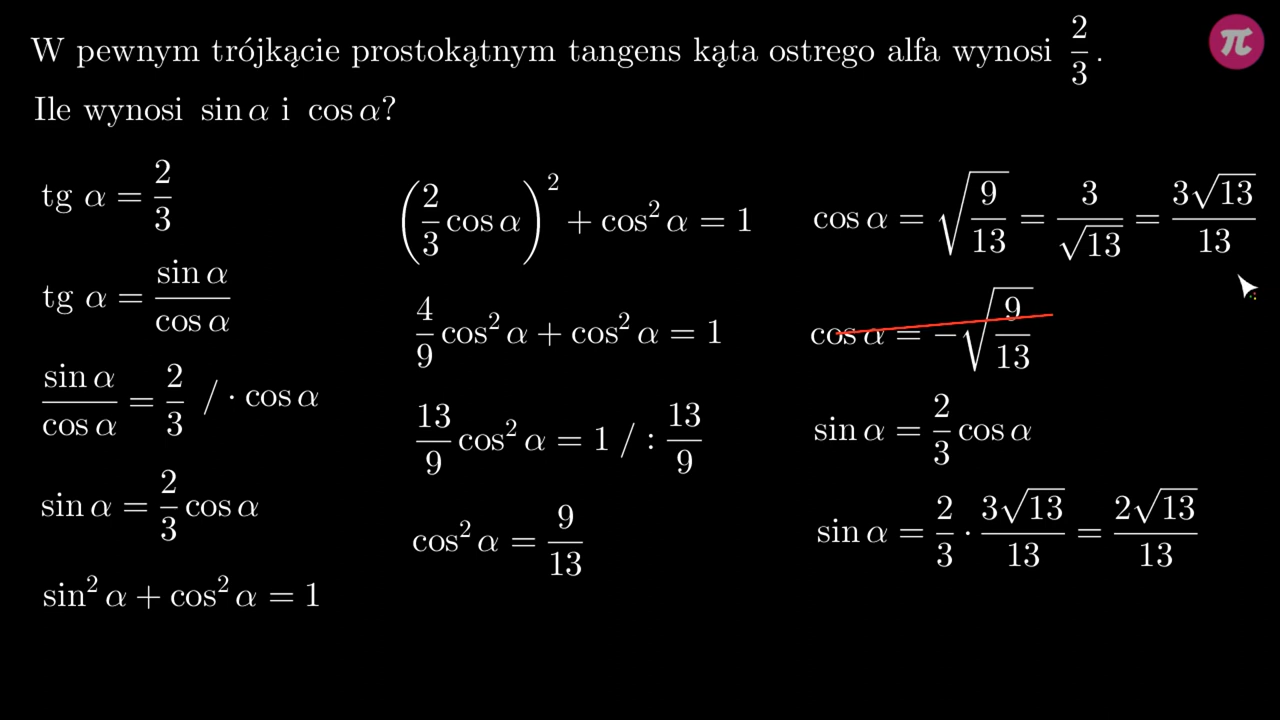 W pewnym trójkącie prostokątnym tangens kąta ostrego alfa wynosi 2/3.
Ile wynosi sin α i cos α?
tg α = 2/3
tg α = sin α/cos α
sin α/cos α = 2/3 / · cos α
sin α = 2/3 cos α
sin² α + cos² α = 1
(2/3 cos α)² + cos² α = 1
4/9 cos² α + cos² α = 1
13/9 cos² α = 1 / : 13/9
cos² α = 9/13
cos α = √(9/13) = 3/√13 = 3√13/13
cos α = −√(9/13)
sin α = 2/3 cos α
sin α = 2/3 · 3√13/13 = 2√13/13
π